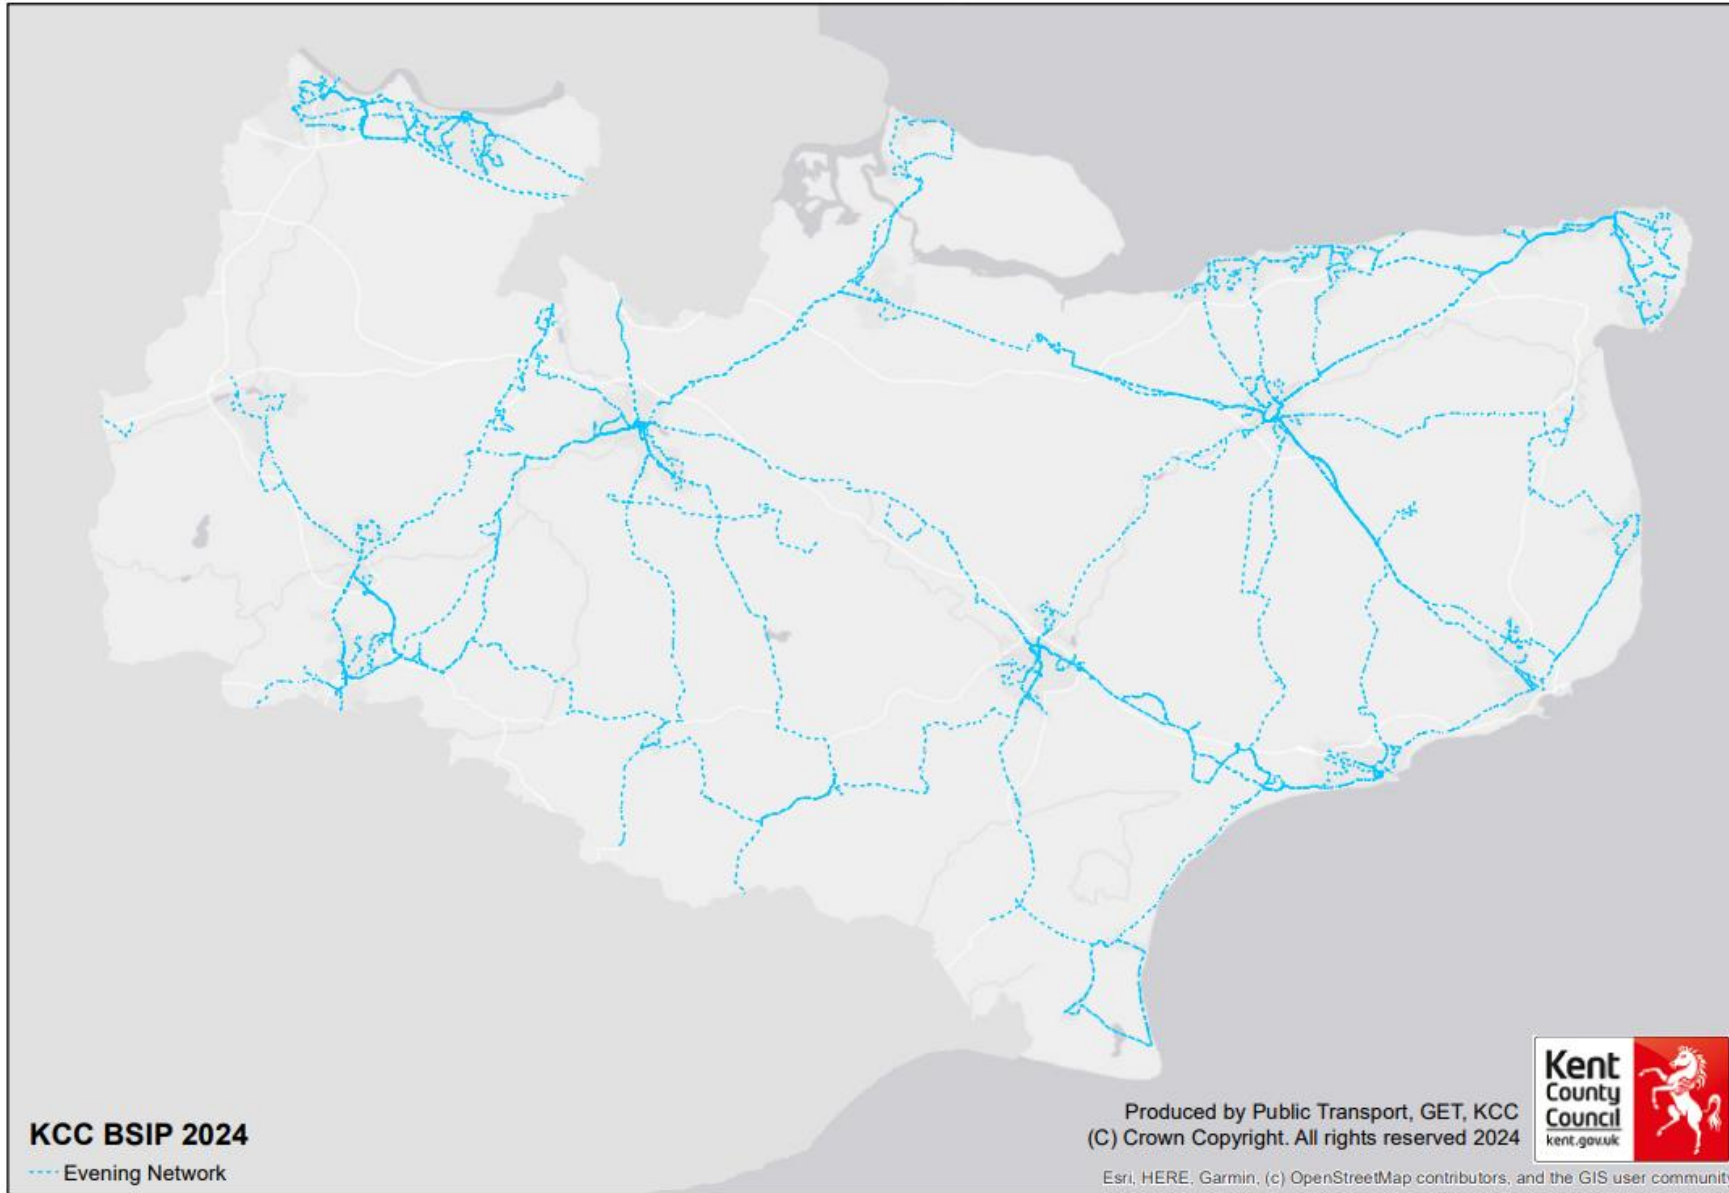 KCC BSIP 2024
Evening Network
Produced by Public Transport, GET, KCC
(C) Crown Copyright. All rights reserved 2024
Kent
County
Council
kent.gov.uk
Esri, HERE, Garmin, (c) OpenStreetMap contributors, and the GIS user communit